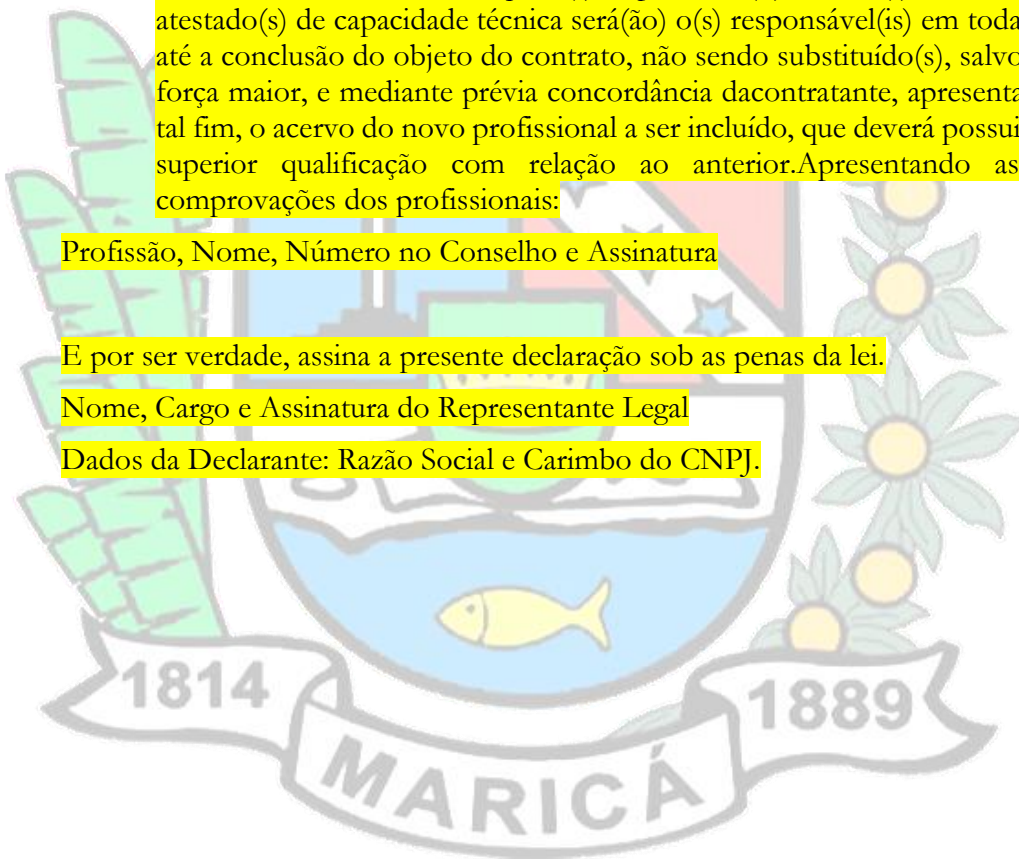 atestado(s) de capacidade técnica será(ão) o(s) responsável(is) em toda
até a conclusão do objeto do contrato, não sendo substituído(s), salvo
força maior, e mediante prévia concordância dacontratante, apresenta
tal fim, o acervo do novo profissional a ser incluído, que deverá possui
superior qualificação com relação ao anterior.Apresentando as
comprovações dos profissionais:
Profissão, Nome, Número no Conselho e Assinatura
E por ser verdade, assina a presente declaração sob as penas da lei.
Nome, Cargo e Assinatura do Representante Legal
Dados da Declarante: Razão Social e Carimbo do CNPJ.
1814
1889
MARICÁ